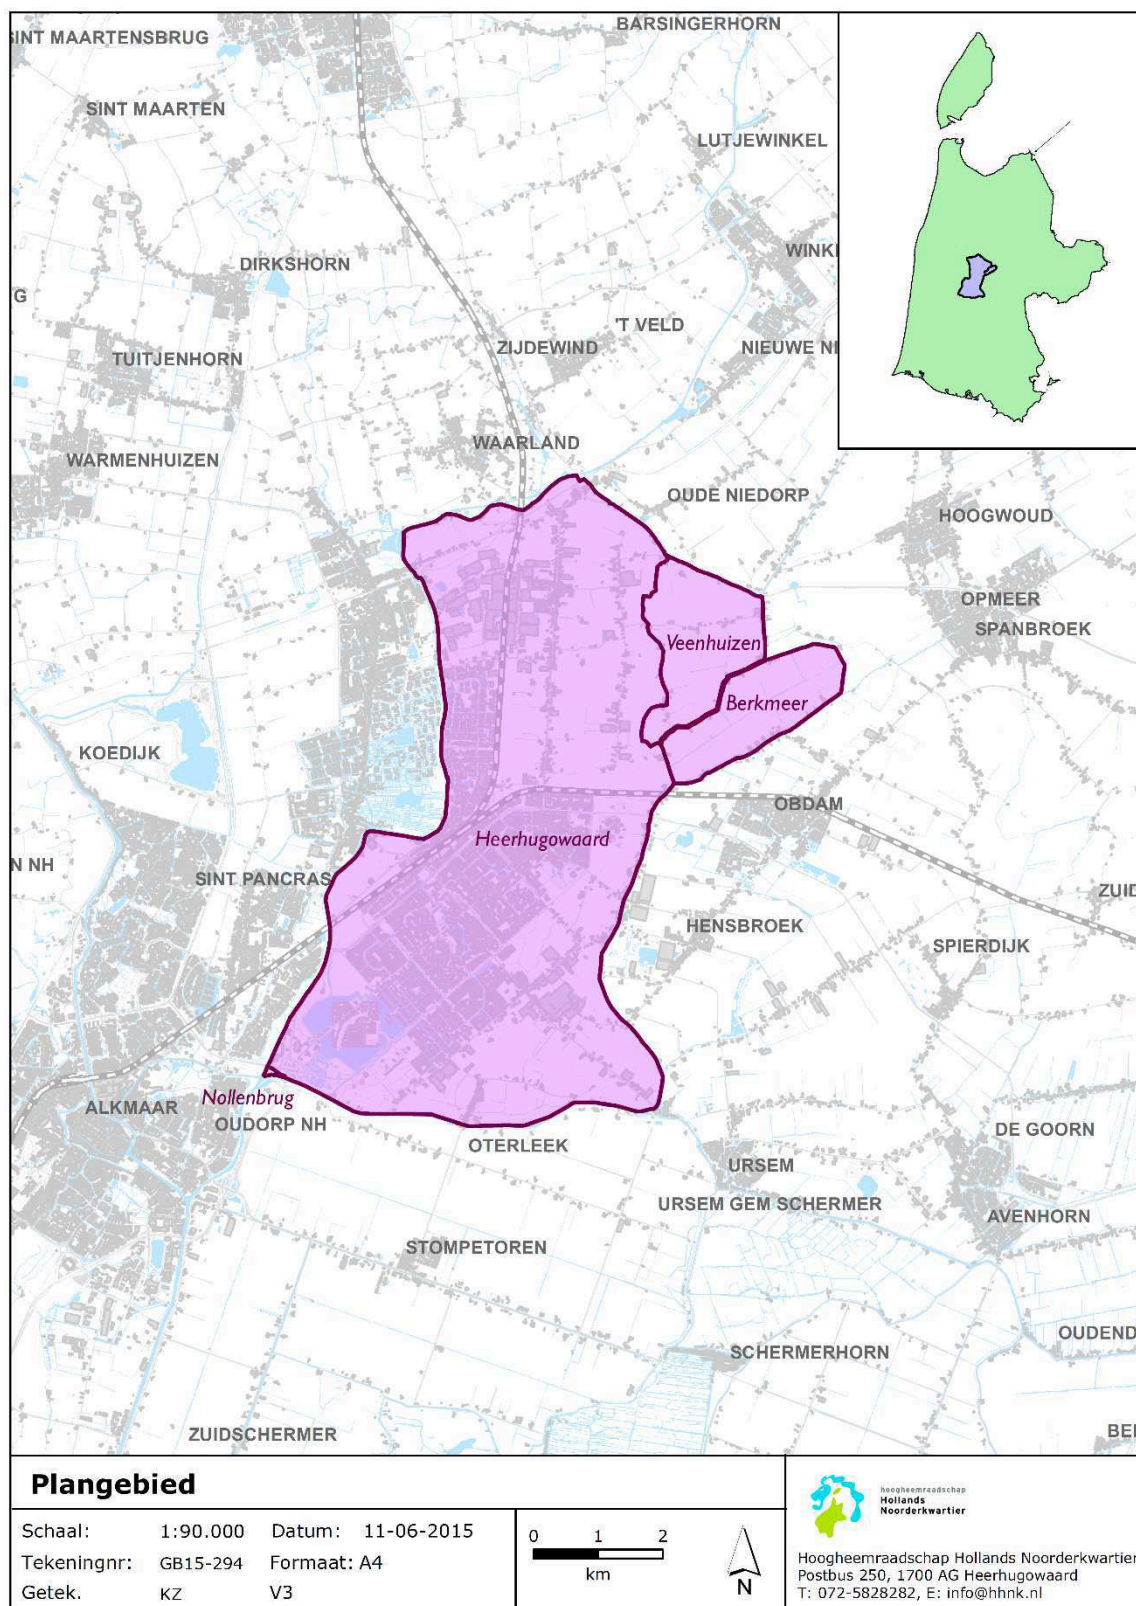 BARSINGERHORN
SINT MAARTENSBRUG
SINT MAARTEN
LUTJEWINKEL
DIRKSHORN
WINK
G
'T VELD
ZIJDEWIND
NIEUWE NI
TUITJENHORN
WAARLAND
WARMENHUIZEN
OUDE NIEDORP
HOOGWOUD
OPMEER
SPANBROEK
Veenhuizen
Berkmeer
KOEDIJK
OBDAM
Heerhugowaard
N NH
SINT PANCRAS
ZUID
HENSBROEK
SPIERDIJK
Nollenbrug
ALKMAAR
OUDORP NH
DE GOORN
OTERLEEK
URSEM
URSEM GEM SCHERMER
AVENHORN
STOMPETOREN
OUDEND
SCHERMERHORN
ZUIDSCHERMER
BE
Plangebied
Schaal: 1:90.000 Datum: 11-06-2015
Tekeningnr: GB15-294 Formaat: A4
Getek. KZ V3
0 1 2
km
N
hoogheemraadschap
Hollands
Noorderkwartier
Hoogheemraadschap Hollands Noorderkwartier
Postbus 250, 1700 AG Heerhugowaard
T: 072-5828282, E: info@hhnk.nl